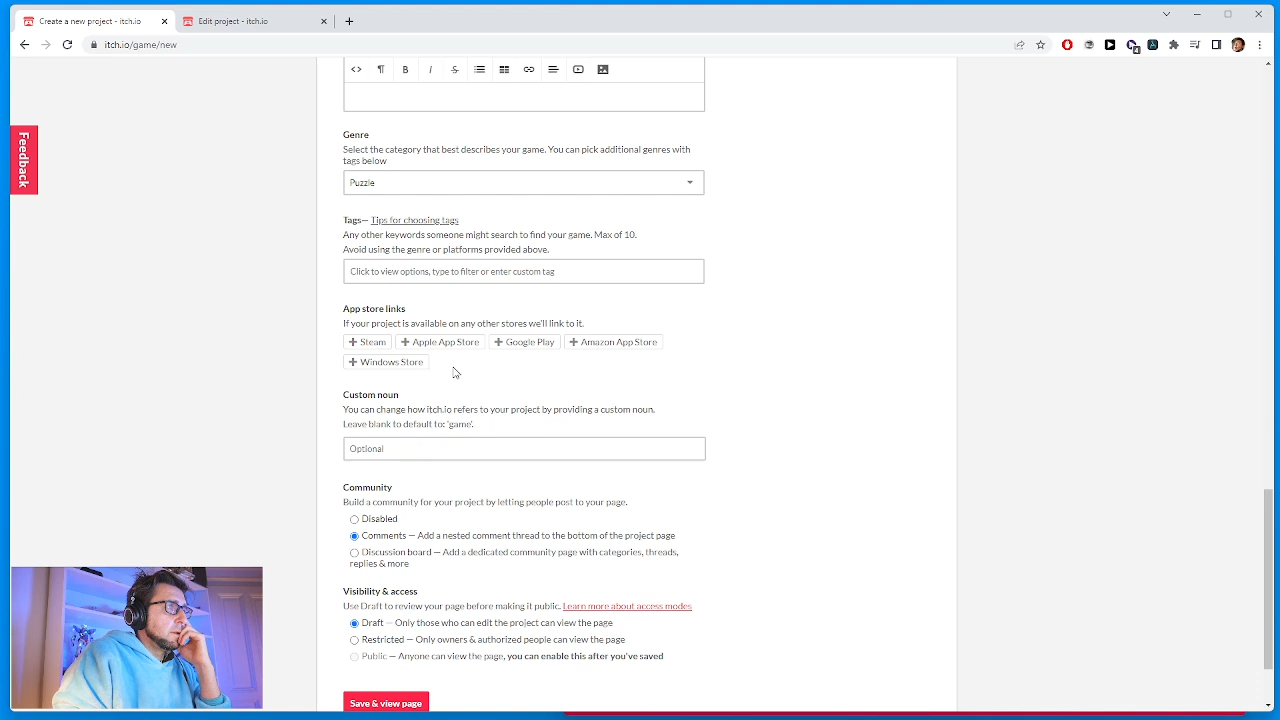 Create a new project - itch.io
Edit project - itch.io
itch.io/game/new
4
Feedback
Genre
Select the category that best describes your game. You can pick additional genres with
tags below
Puzzle
Tags— Tips for choosing tags
Any other keywords someone might search to find your game. Max of 10.
Avoid using the genre or platforms provided above.
Click to view options, type to filter or enter custom tag
App store links
If your project is available on any other stores we'll link to it.
Steam Apple App Store Google Play Amazon App Store
Windows Store
Custom noun
You can change how itch.io refers to your project by providing a custom noun.
Leave blank to default to: 'game'.
Optional
Community
Build a community for your project by letting people post to your page.
Disabled
Comments — Add a nested comment thread to the bottom of the project page
Discussion board — Add a dedicated community page with categories, threads,
replies & more
Visibility & access
Use Draft to review your page before making it public. Learn more about access modes
Draft — Only those who can edit the project can view the page
Restricted — Only owners & authorized people can view the page
Public — Anyone can view the page, you can enable this after you've saved
Save & view page